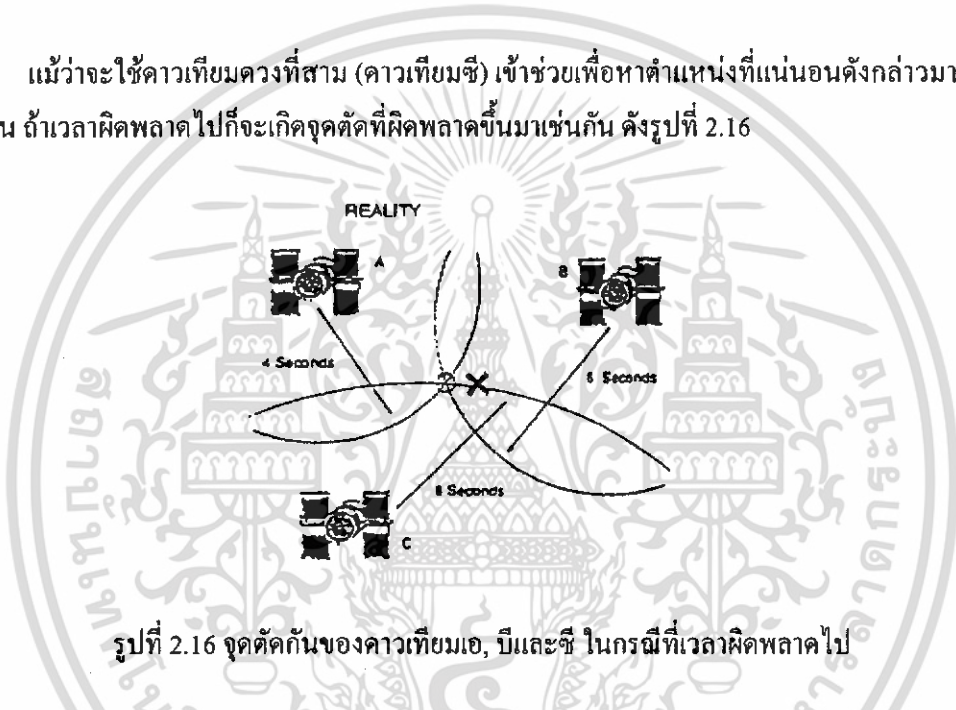 แม้ว่าจะใช้ดาวเทียมดวงที่สาม (ดาวเทียมซี) เข้าช่วยเพื่อหาตำแหน่งที่แน่นอนดังกล่าวมา
น ถ้าเวลาผิดพลาดไปก็จะเกิดจุดตัดที่ผิดพลาดขึ้นมาเช่นกัน ดังรูปที่ 2.16
REALITY
A
B
4 Seconds
6 Seconds
8 Seconds
C
รูปที่ 2.16 จุดตัดกันของดาวเทียมเอ, บีและซี ในกรณีที่เวลาผิดพลาดไป